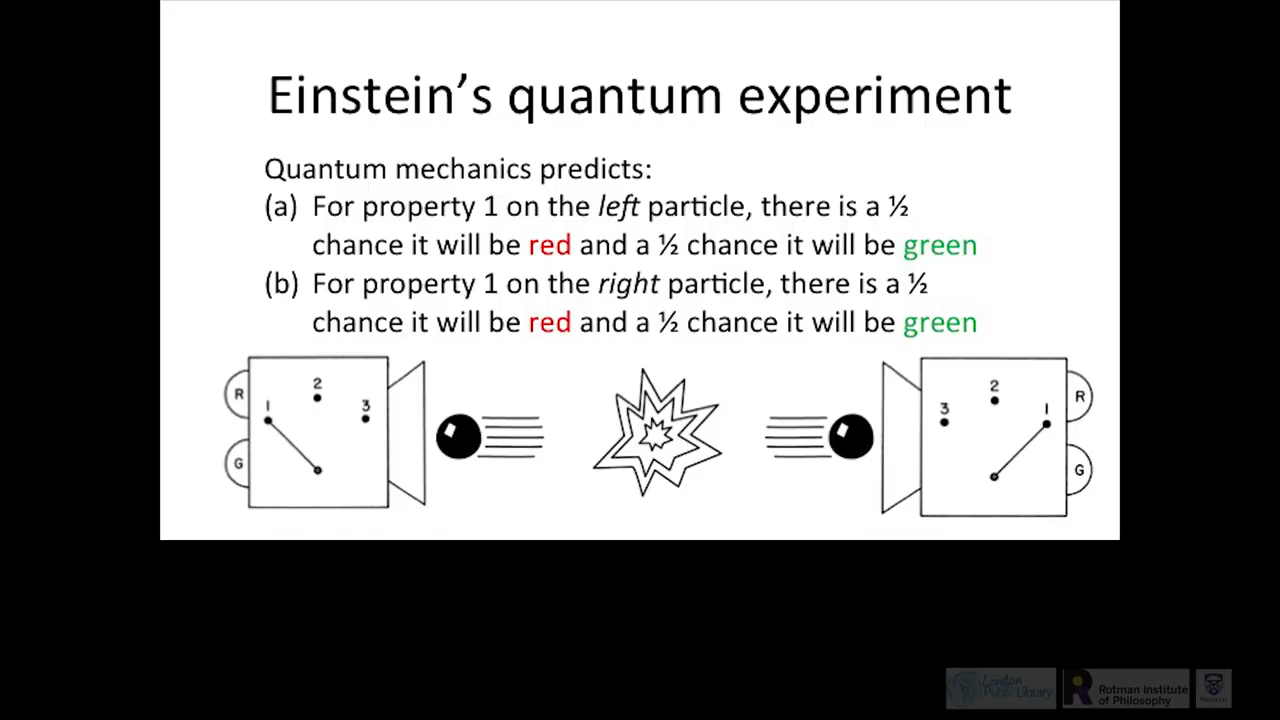 Einstein’s quantum experiment
Quantum mechanics predicts:
(a) For property 1 on the left particle, there is a ½
chance it will be red and a ½ chance it will be green
(b) For property 1 on the right particle, there is a ½
chance it will be red and a ½ chance it will be green
R
G
1
2
3
3
2
1
R
G
London
Public Library
Rotman Institute
of Philosophy
Western